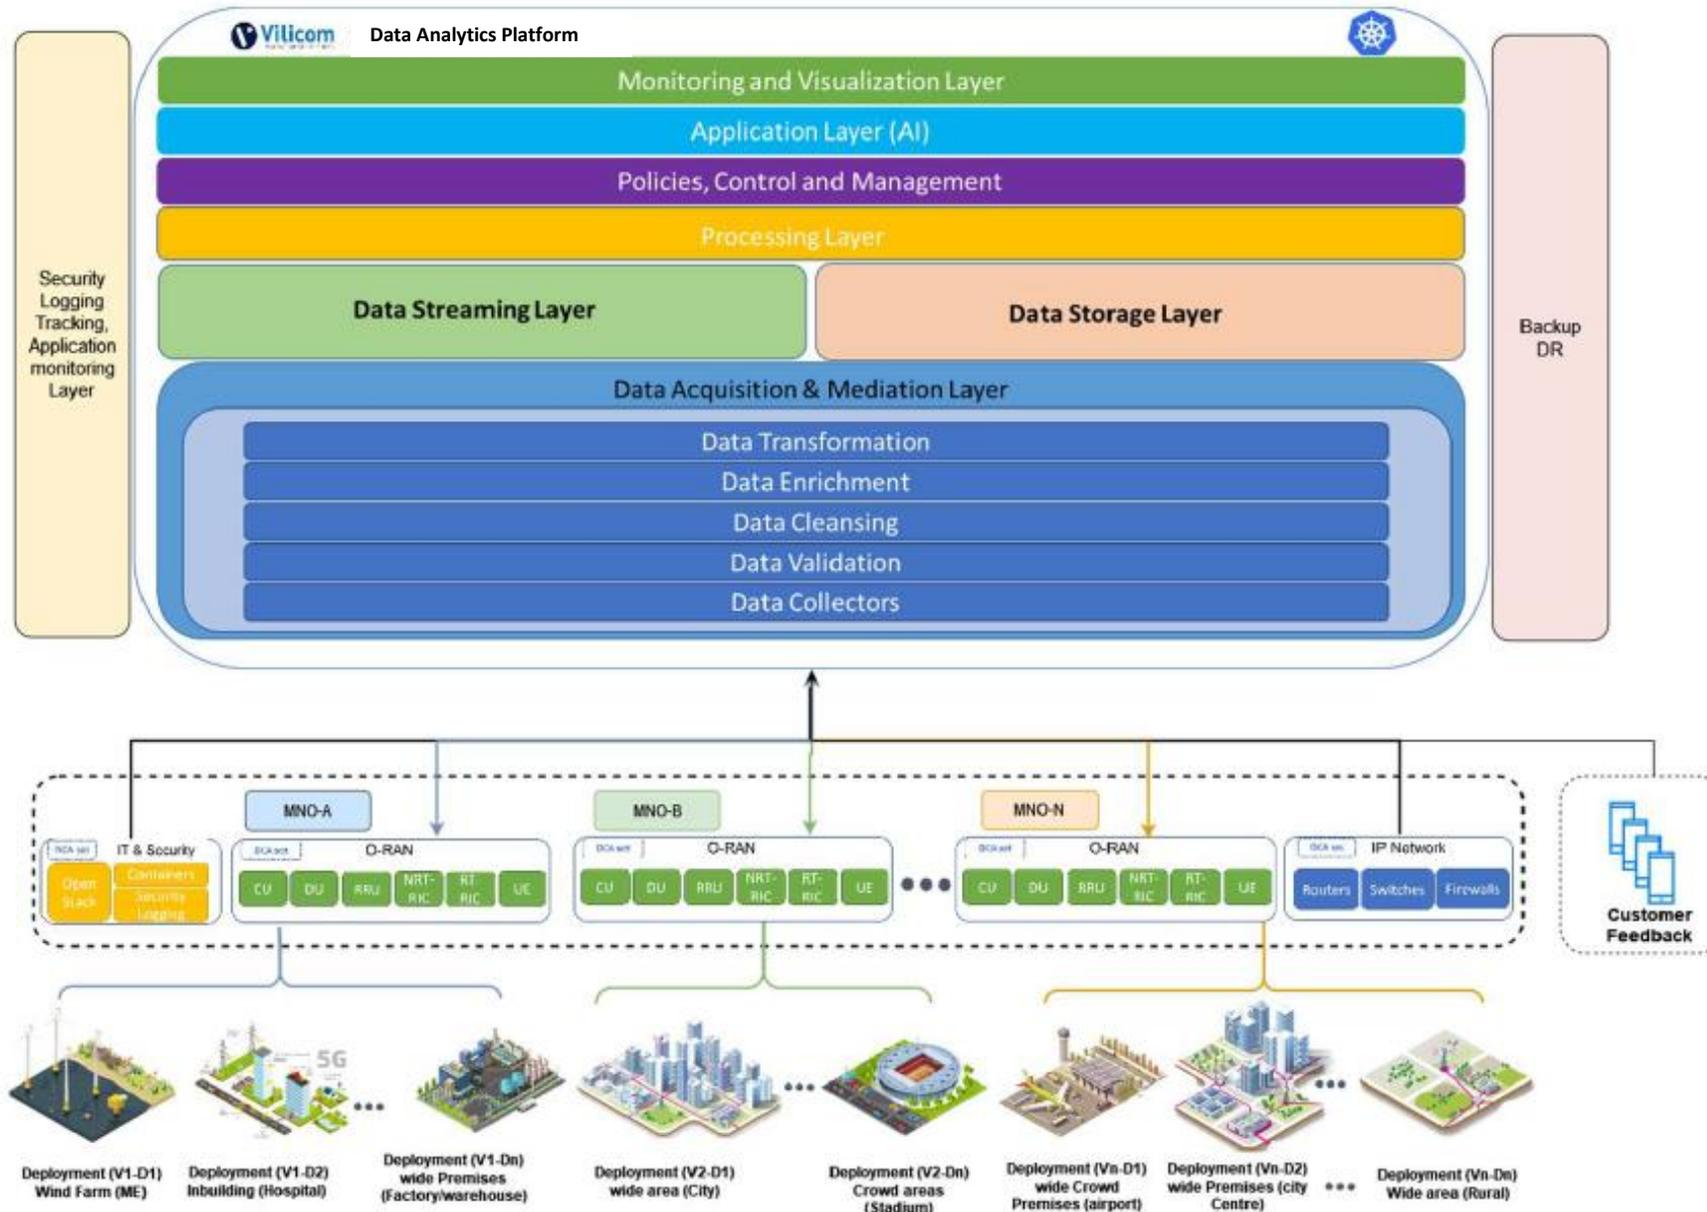 Vilicom
Data Analytics Platform
Monitoring and Visualization Layer
Application Layer (AI)
Policies, Control and Management
Processing Layer
Data Streaming Layer
Data Storage Layer
Data Acquisition & Mediation Layer
Data Transformation
Data Enrichment
Data Cleansing
Data Validation
Data Collectors
Security
Logging
Tracking,
Application
monitoring
Layer
Backup
DR
MNO-A
MNO-B
MNO-N
IT & Security
Open
Stack
Containers
Security
Logging
DCA set
O-RAN
CU
DU
RRU
NRT-
RIC
RT-
RIC
UE
DCA set
O-RAN
CU
DU
RRU
NRT-
RIC
RT-
RIC
UE
DCA set
O-RAN
CU
DU
RRU
NRT-
RIC
RT-
RIC
UE
IP Network
Routers
Switches
Firewalls
Customer
Feedback
5G
Deployment (V1-D1)
Wind Farm (ME)
Deployment (V1-D2)
Inbuilding (Hospital)
Deployment (V1-Dn)
wide Premises
(Factory/warehouse)
Deployment (V2-D1)
wide area (City)
Deployment (V2-Dn)
Crowd areas
(Stadium)
Deployment (Vn-D1)
wide Crowd
Premises (airport)
Deployment (Vn-D2)
wide Premises (city
Centre)
Deployment (Vn-Dn)
Wide area (Rural)